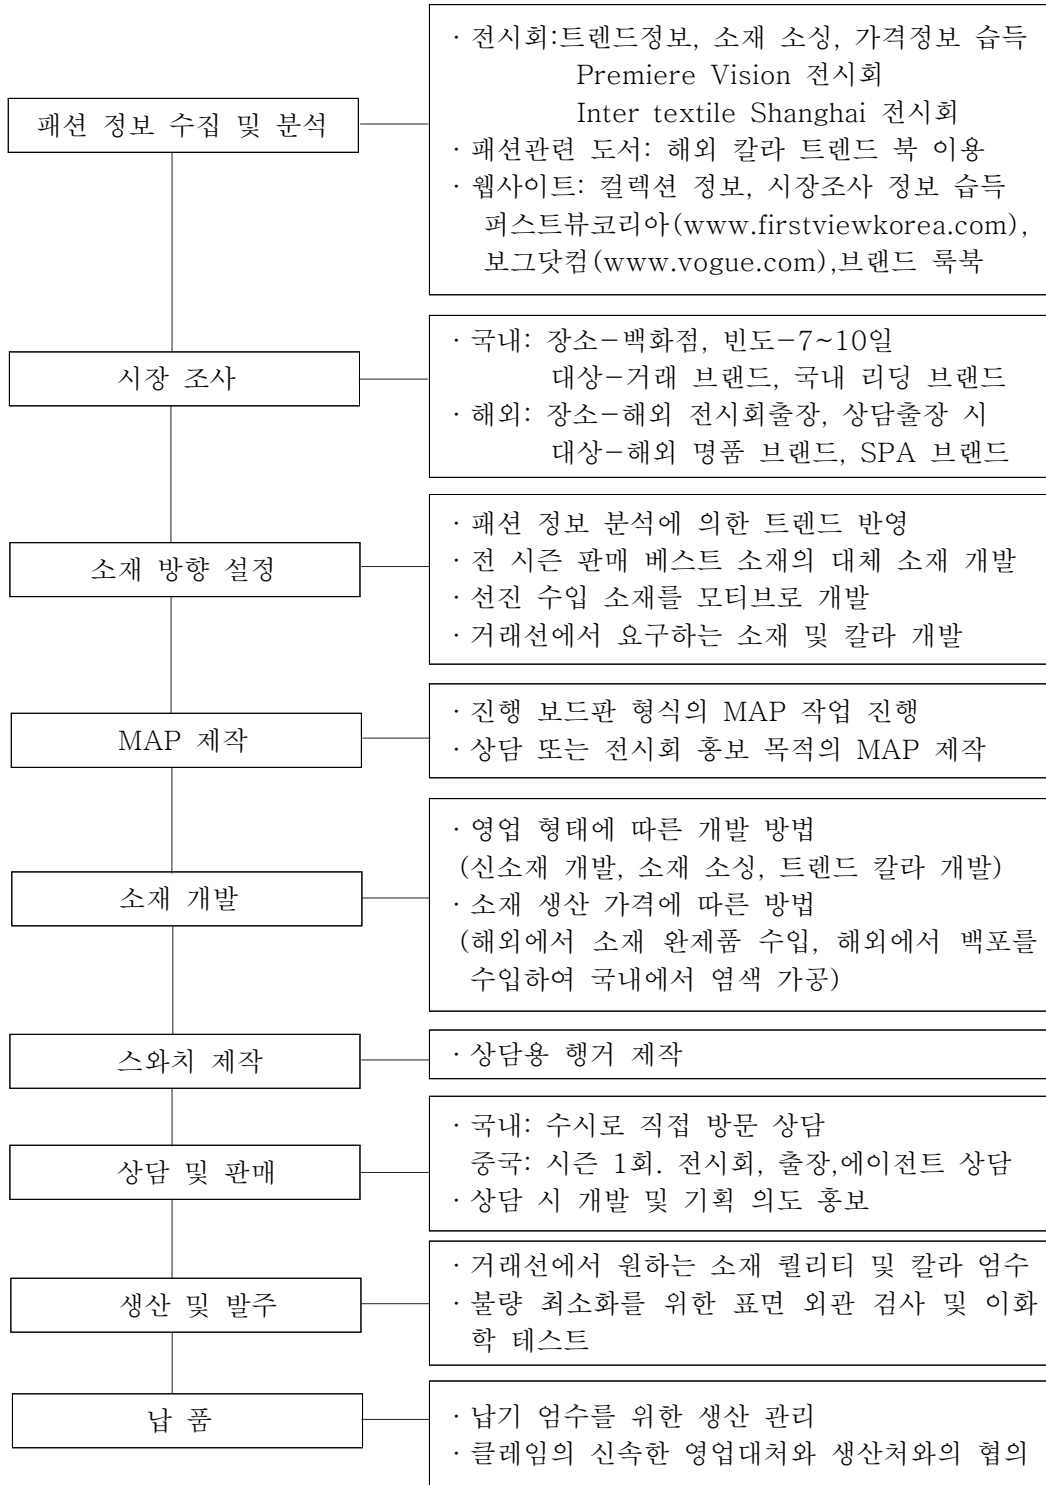 패션 정보 수집 및 분석
· 전시회:트렌드정보, 소재 소싱, 가격정보 습득
Premiere Vision 전시회
Inter textile Shanghai 전시회
· 패션관련 도서: 해외 칼라 트렌드 북 이용
· 웹사이트: 컬렉션 정보, 시장조사 정보 습득
퍼스트뷰코리아(www.firstviewkorea.com),
보그닷컴(www.vogue.com),브랜드 룩북
시장 조사
· 국내: 장소-백화점, 빈도-7~10일
대상-거래 브랜드, 국내 리딩 브랜드
· 해외: 장소-해외 전시회출장, 상담출장 시
대상-해외 명품 브랜드, SPA 브랜드
소재 방향 설정
· 패션 정보 분석에 의한 트렌드 반영
· 전 시즌 판매 베스트 소재의 대체 소재 개발
· 선진 수입 소재를 모티브로 개발
· 거래선에서 요구하는 소재 및 칼라 개발
MAP 제작
· 진행 보드판 형식의 MAP 작업 진행
· 상담 또는 전시회 홍보 목적의 MAP 제작
소재 개발
· 영업 형태에 따른 개발 방법
(신소재 개발, 소재 소싱, 트렌드 칼라 개발)
· 소재 생산 가격에 따른 방법
(해외에서 소재 완제품 수입, 해외에서 백포를
수입하여 국내에서 염색 가공)
스와치 제작
· 상담용 행거 제작
상담 및 판매
· 국내: 수시로 직접 방문 상담
중국: 시즌 1회. 전시회, 출장,에이전트 상담
· 상담 시 개발 및 기획 의도 홍보
생산 및 발주
· 거래선에서 원하는 소재 퀄리티 및 칼라 엄수
· 불량 최소화를 위한 표면 외관 검사 및 이화
학 테스트
납 품
· 납기 엄수를 위한 생산 관리
· 클레임의 신속한 영업대처와 생산처와의 협의